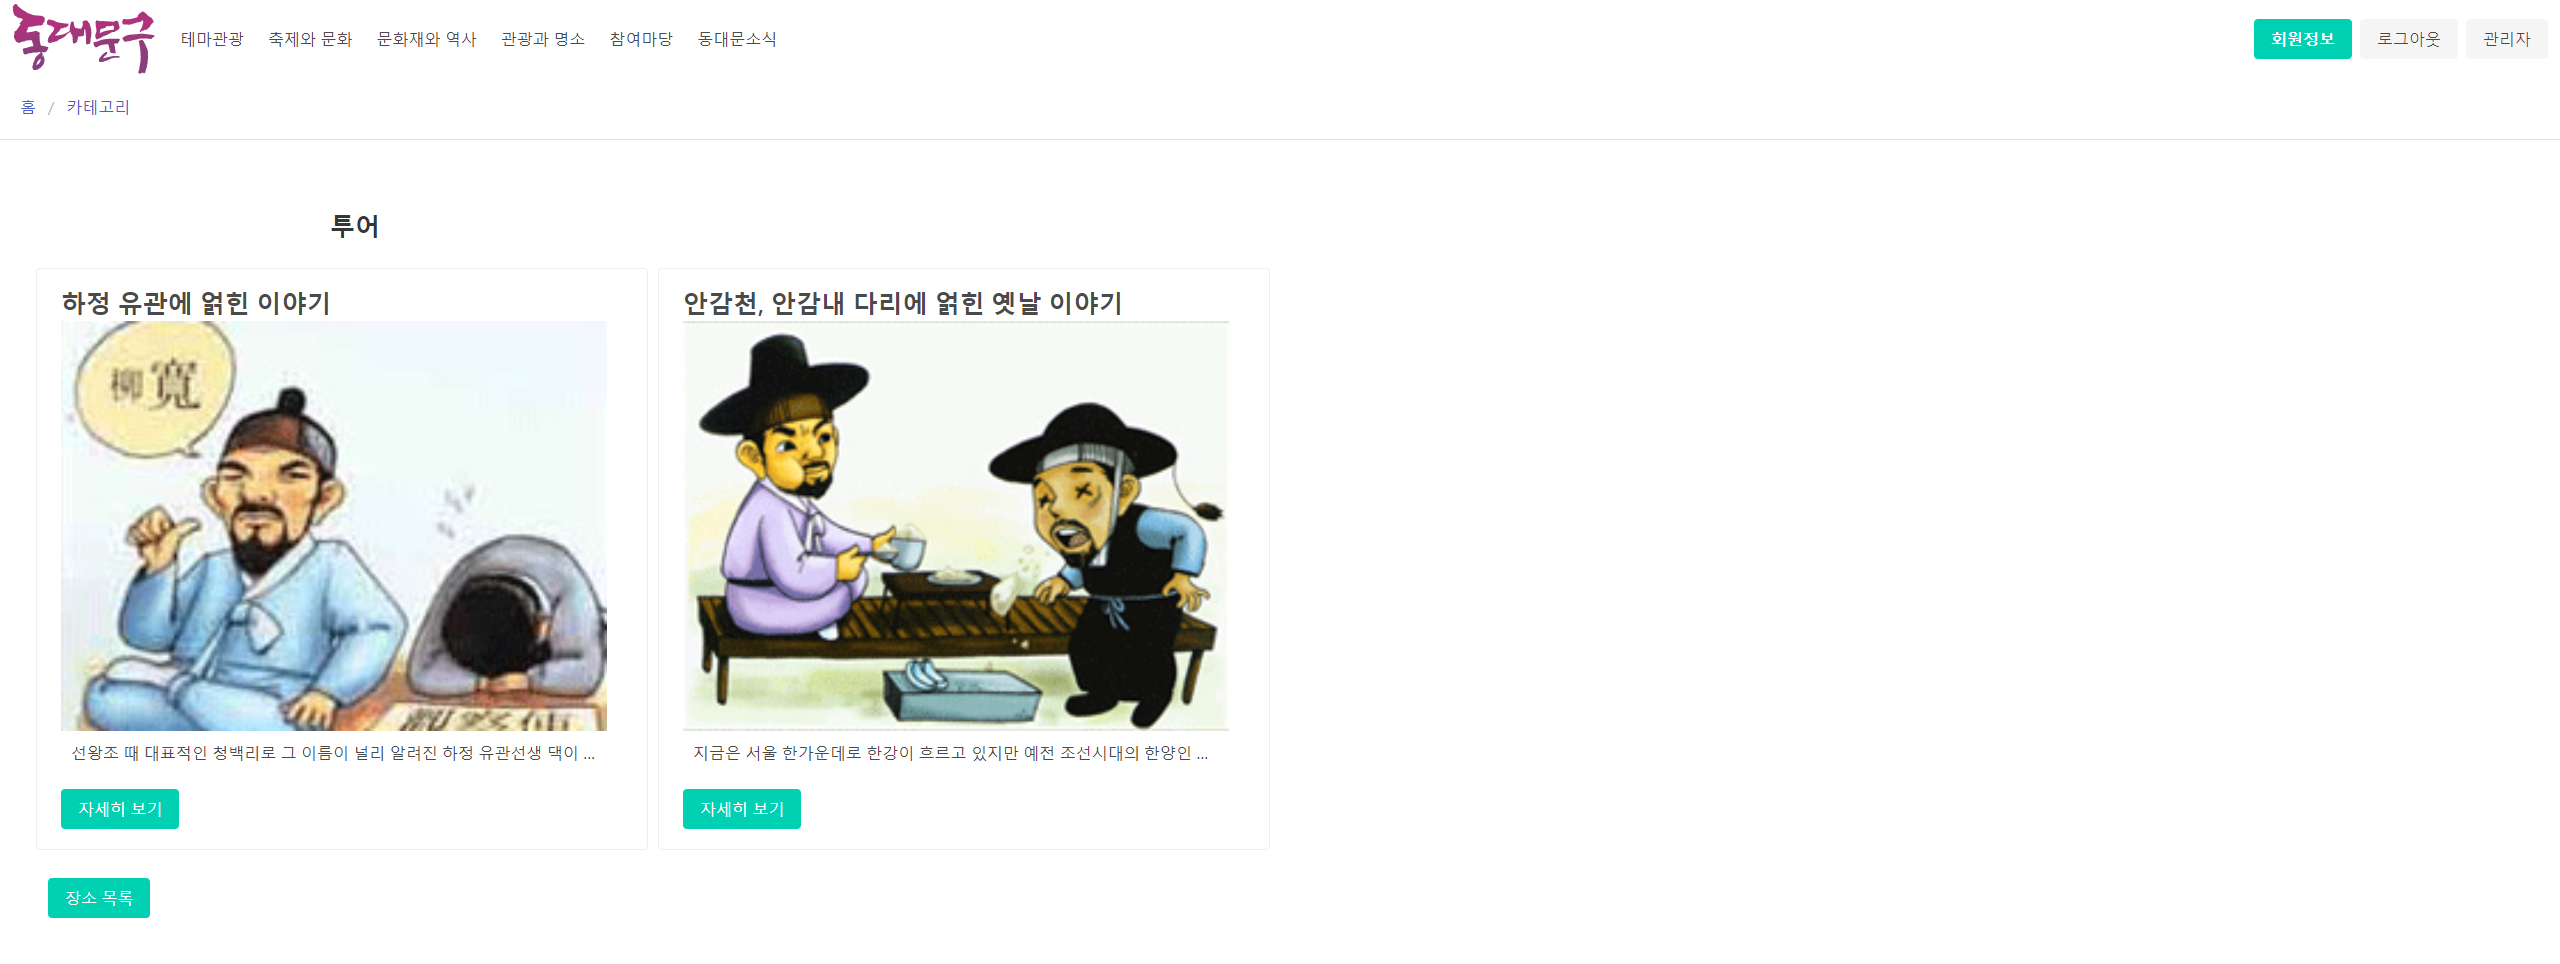 동대문구
테마관광 축제와 문화 문화재와 역사 관광과 명소 참여마당 동대문소식
회원정보 로그아웃 관리자
홈 / 카테고리
투어
하정 유관에 얽힌 이야기
柳寬
선왕조 때 대표적인 청백리로 그 이름이 널리 알려진 하정 유관선생 댁이 ...
자세히 보기
안감천, 안감내 다리에 얽힌 옛날 이야기
지금은 서울 한가운데로 한강이 흐르고 있지만 예전 조선시대의 한양인 ...
자세히 보기
장소 목록